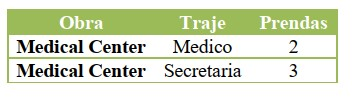 Obra Traje Prendas
Medical Center Medico 2
Medical Center Secretaria 3